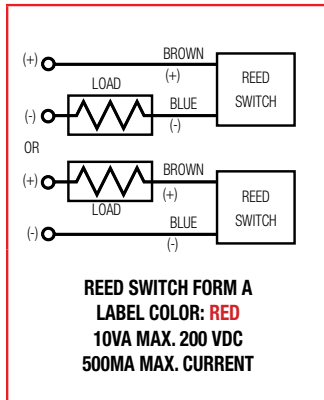 (+) BROWN
(+)
LOAD
REED
SWITCH
(-) BLUE
(-)
OR
(+) BROWN
(+)
LOAD
REED
SWITCH
(-) BLUE
(-)
REED SWITCH FORM A
LABEL COLOR: RED
10VA MAX. 200 VDC
500MA MAX. CURRENT